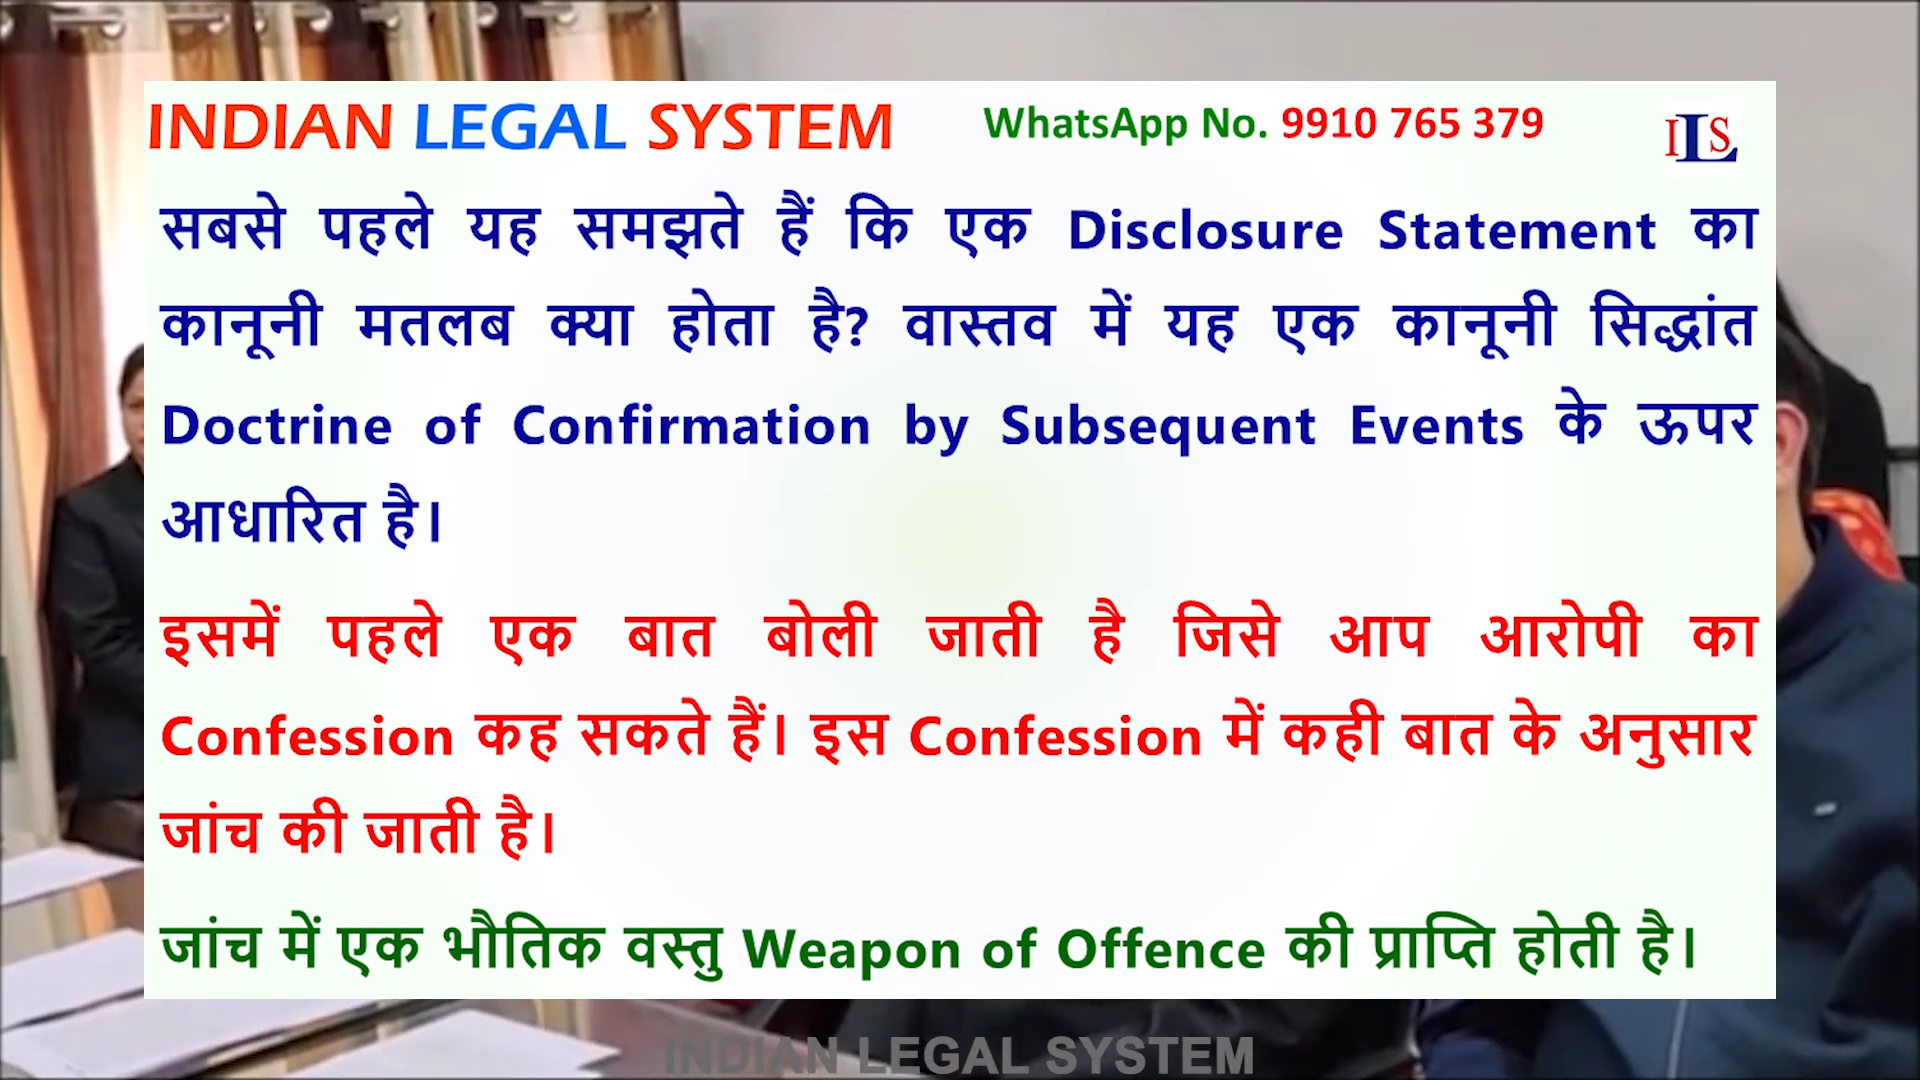 INDIAN LEGAL SYSTEM WhatsApp No. 9910 765 379 ILS
सबसे पहले यह समझते हैं कि एक Disclosure Statement का
कानूनी मतलब क्या होता है? वास्तव में यह एक कानूनी सिद्धांत
Doctrine of Confirmation by Subsequent Events के ऊपर
आधारित है।
इसमें पहले एक बात बोली जाती है जिसे आप आरोपी का
Confession कह सकते हैं। इस Confession में कही बात के अनुसार
जांच की जाती है।
जांच में एक भौतिक वस्तु Weapon of Offence की प्राप्ति होती है।
INDIAN LEGAL SYSTEM